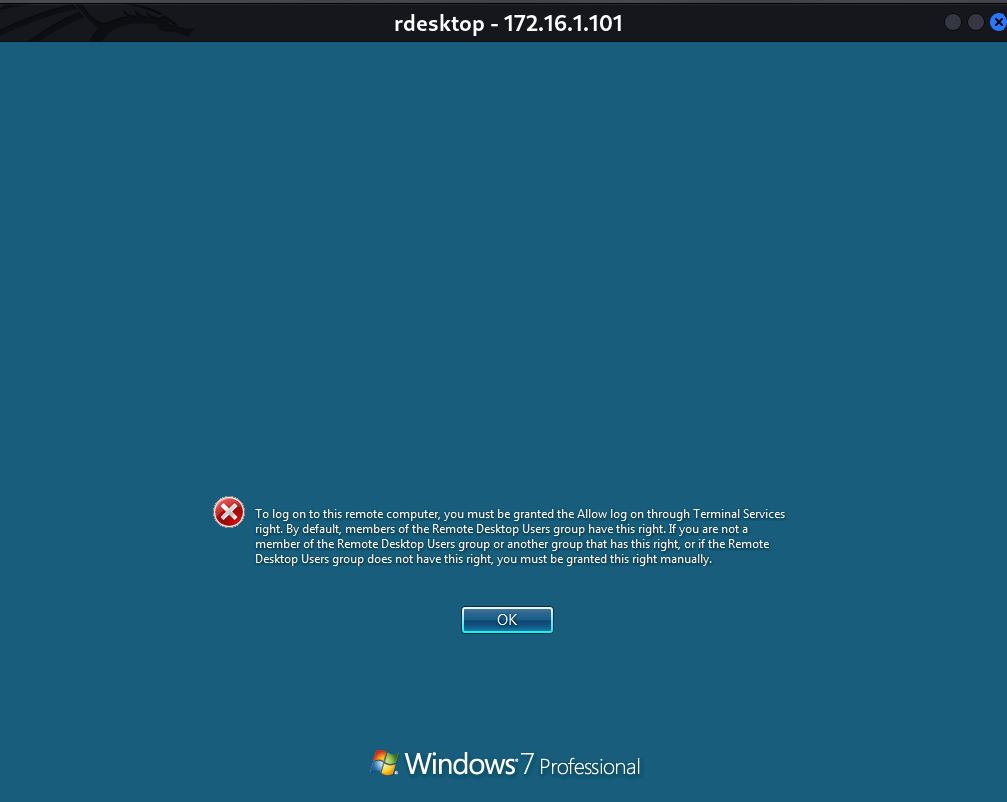 rdesktop - 172.16.1.101
To log on to this remote computer, you must be granted the Allow log on through Terminal Services
right. By default, members of the Remote Desktop Users group have this right. If you are not a
member of the Remote Desktop Users group or another group that has this right, or if the Remote
Desktop Users group does not have this right, you must be granted this right manually.
OK
Windows 7 Professional